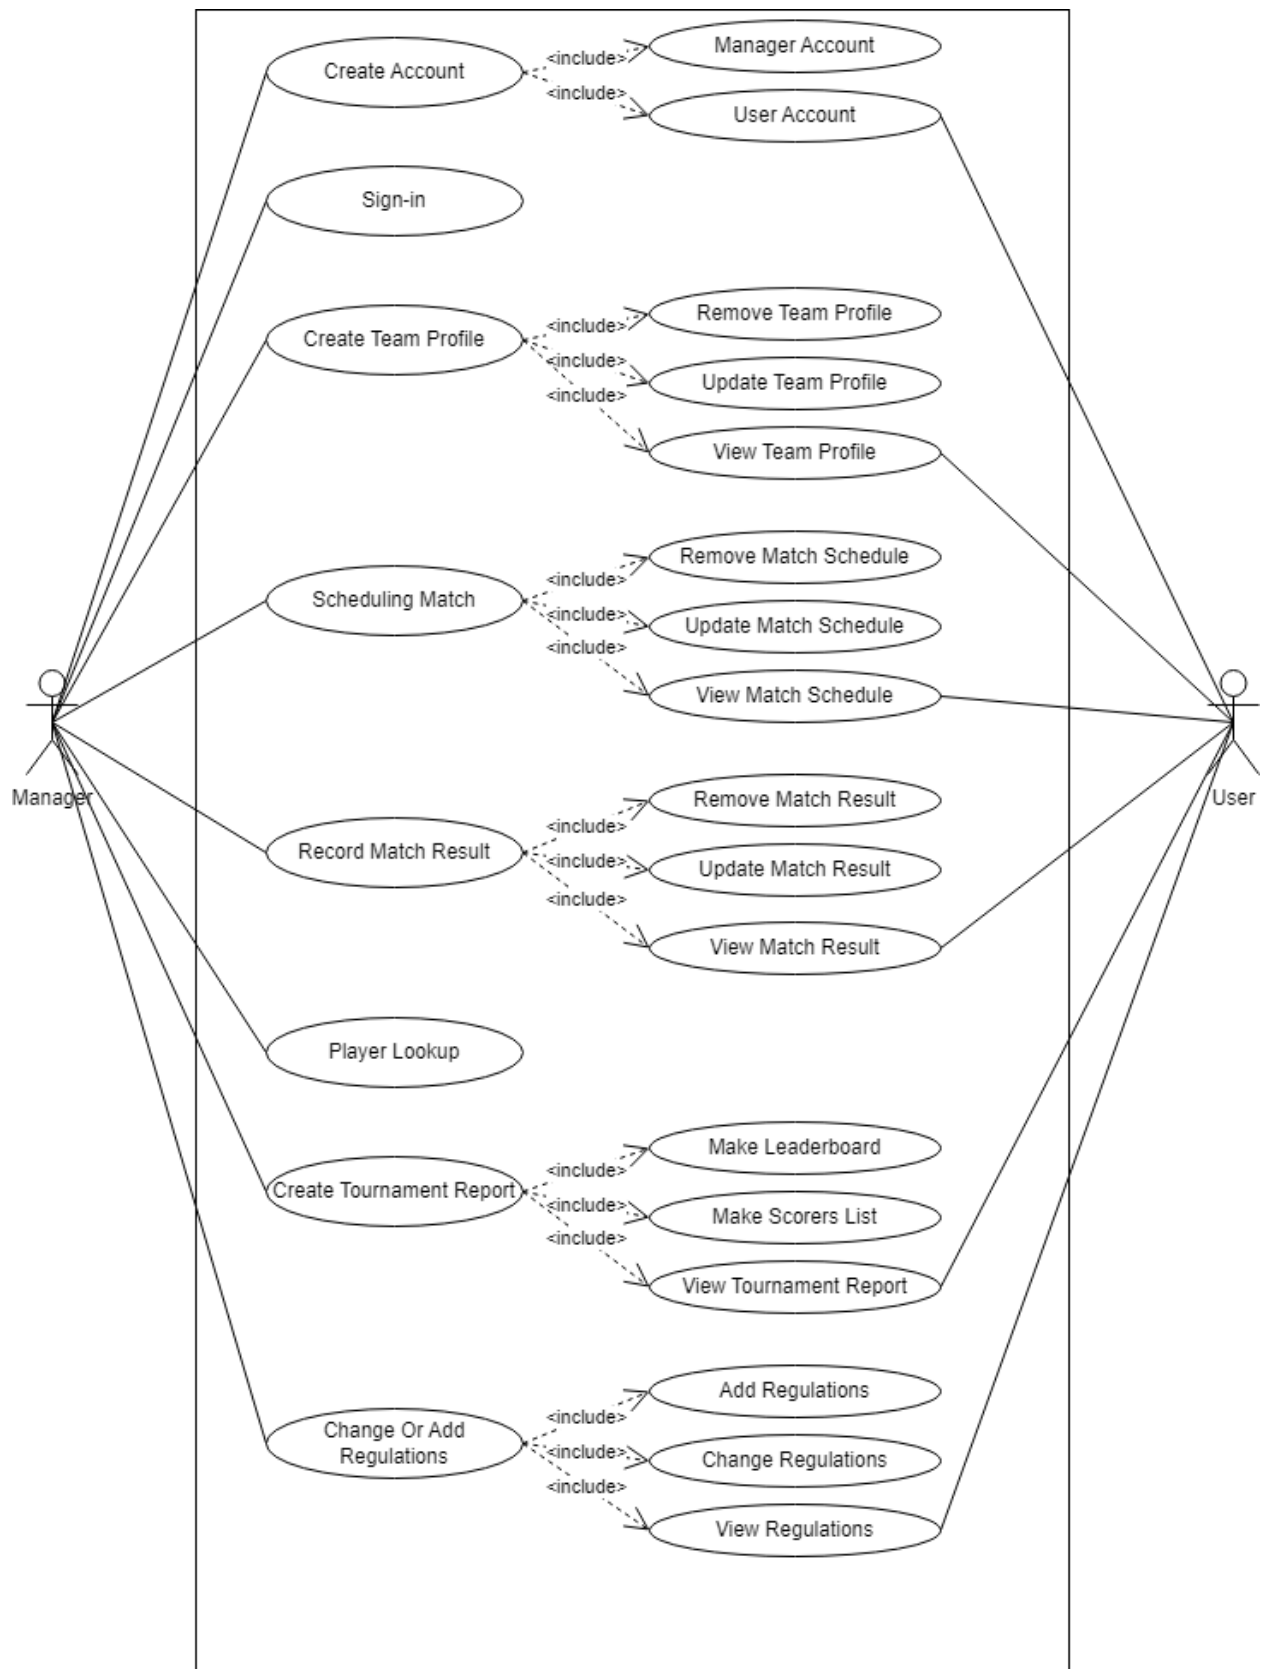 Create Account
<include>
Manager Account
<include>
User Account
Sign-in
Create Team Profile
<include>
Remove Team Profile
<include>
Update Team Profile
<include>
View Team Profile
Scheduling Match
<include>
Remove Match Schedule
<include>
Update Match Schedule
<include>
View Match Schedule
Manager
User
Record Match Result
<include>
Remove Match Result
<include>
Update Match Result
<include>
View Match Result
Player Lookup
Create Tournament Report
<include>
Make Leaderboard
<include>
Make Scorers List
<include>
View Tournament Report
Change Or Add
Regulations
<include>
Add Regulations
<include>
Change Regulations
<include>
View Regulations